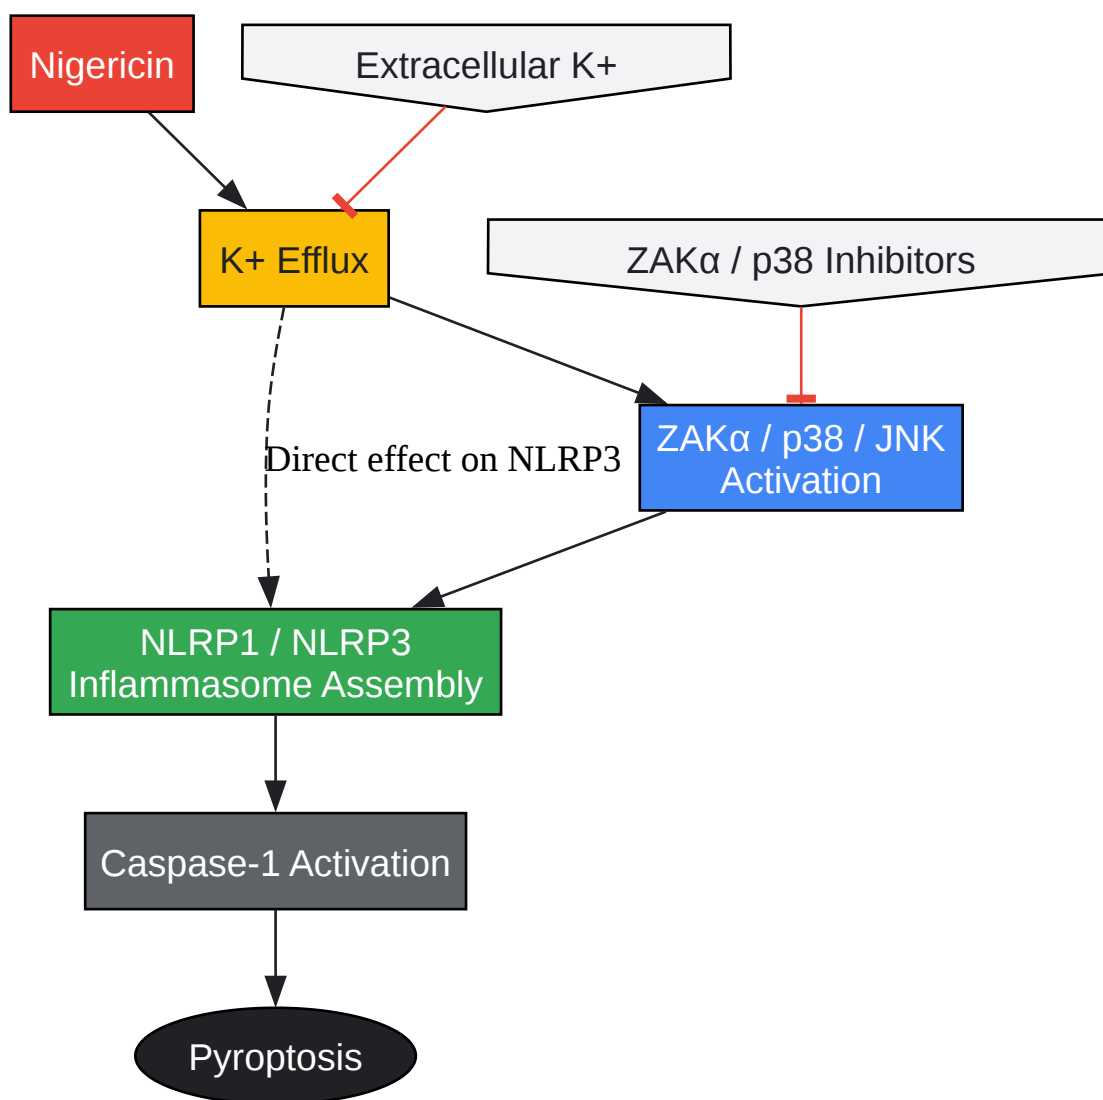 Nigericin
Extracellular K+
K+ Efflux
ZAKα / p38 Inhibitors
Direct effect on NLRP3
ZAKα / p38 / JNK
Activation
NLRP1 / NLRP3
Inflammasome Assembly
Caspase-1 Activation
Pyroptosis